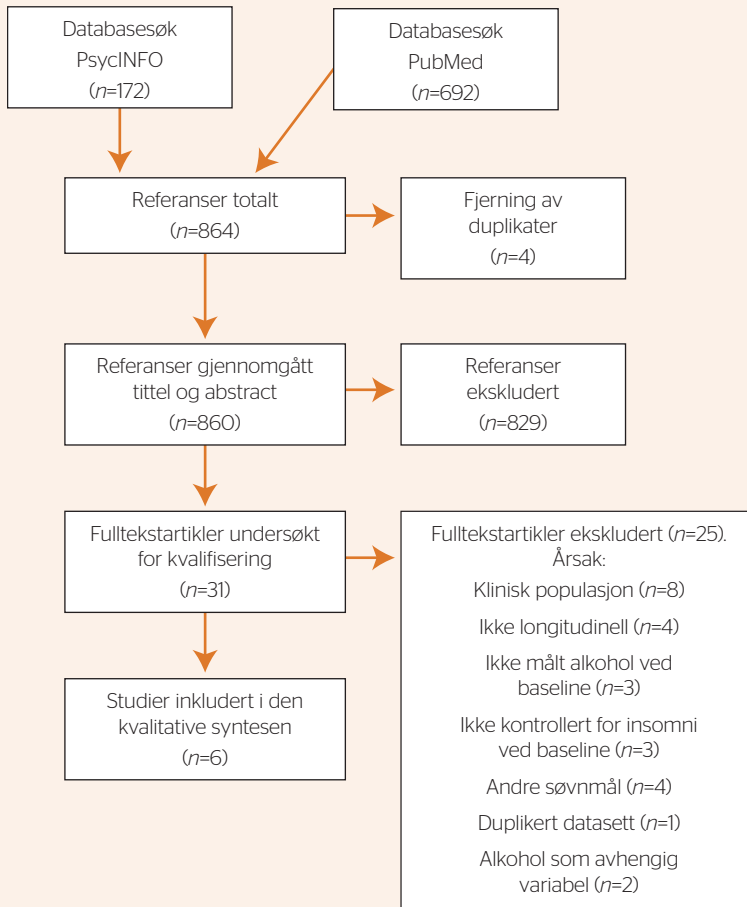 Databasesøk
PsycINFO
(n=172)
Databasesøk
PubMed
(n=692)
Referanser totalt
(n=864)
Fjerning av
duplikater
(n=4)
Referanser gjennomgått
tittel og abstract
(n=860)
Referanser
ekskludert
(n=829)
Fulltekstartikler undersøkt
for kvalifisering
(n=31)
Fulltekstartikler ekskludert (n=25).
Årsak:
Klinisk populasjon (n=8)
Ikke longitudinell (n=4)
Ikke målt alkohol ved
baseline (n=3)
Ikke kontrollert for insomni
ved baseline (n=3)
Andre søvnmål (n=4)
Duplikert datasett (n=1)
Alkohol som avhengig
variabel (n=2)
Studier inkludert i den
kvalitative syntesen
(n=6)